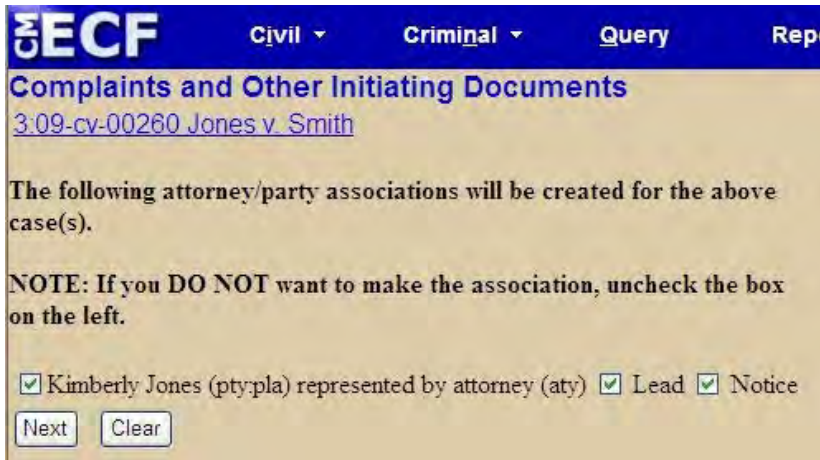 CM ECF Civil Criminal Query Rep
Complaints and Other Initiating Documents
3:09-cv-00260 Jones v. Smith
The following attorney/party associations will be created for the above
case(s).
NOTE: If you DO NOT want to make the association, uncheck the box
on the left.
Kimberly Jones (pty:pla) represented by attorney (aty) Lead Notice
Next Clear